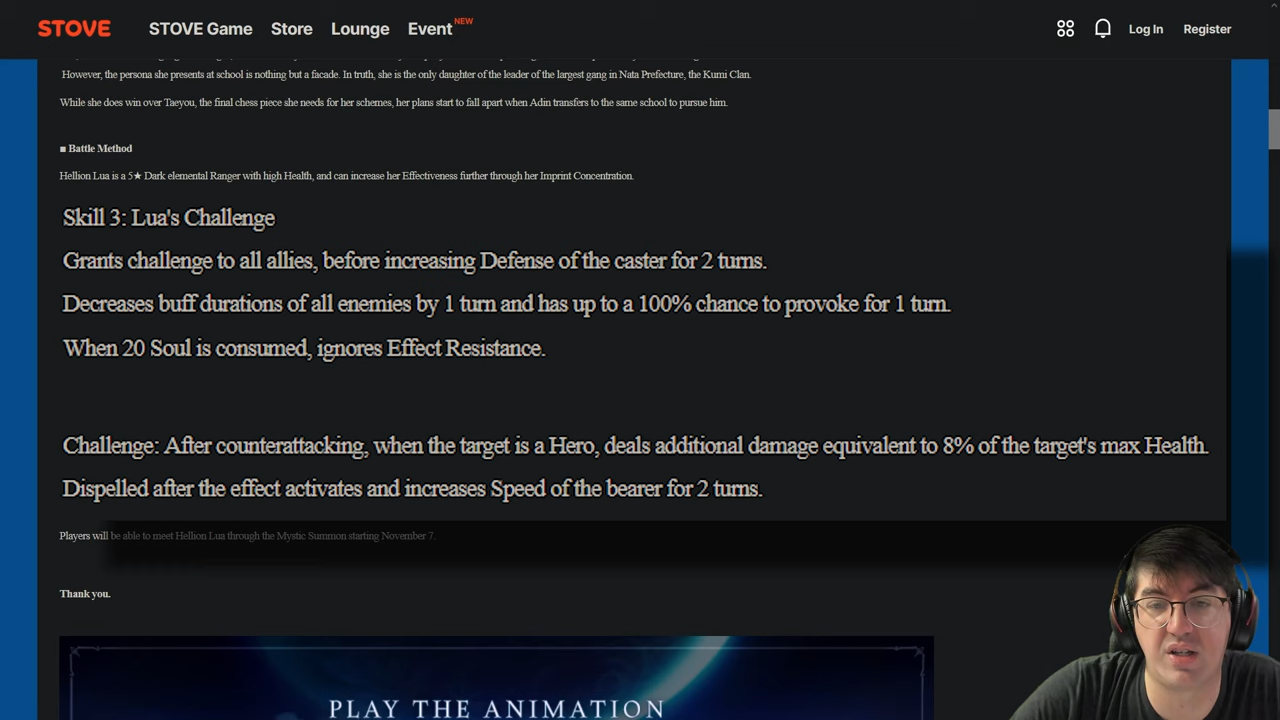 STOVE
STOVE Game
Store
Lounge
Event
NEW
Log In
Register
However, the persona she presents at school is nothing but a facade. In truth, she is the only daughter of the leader of the largest gang in Nata Prefecture, the Kumi Clan.
While she does win over Taeyou, the final chess piece she needs for her schemes, her plans start to fall apart when Adin transfers to the same school to pursue him.
■ Battle Method
Hellion Lua is a 5★ Dark elemental Ranger with high Health, and can increase her Effectiveness further through her Imprint Concentration.
Skill 3: Lua's Challenge
Grants challenge to all allies, before increasing Defense of the caster for 2 turns.
Decreases buff durations of all enemies by 1 turn and has up to a 100% chance to provoke for 1 turn.
When 20 Soul is consumed, ignores Effect Resistance.
Challenge: After counterattacking, when the target is a Hero, deals additional damage equivalent to 8% of the target's max Health.
Dispelled after the effect activates and increases Speed of the bearer for 2 turns.
Players will be able to meet Hellion Lua through the Mystic Summon starting November 7.
Thank you.
PLAY THE ANIMATION